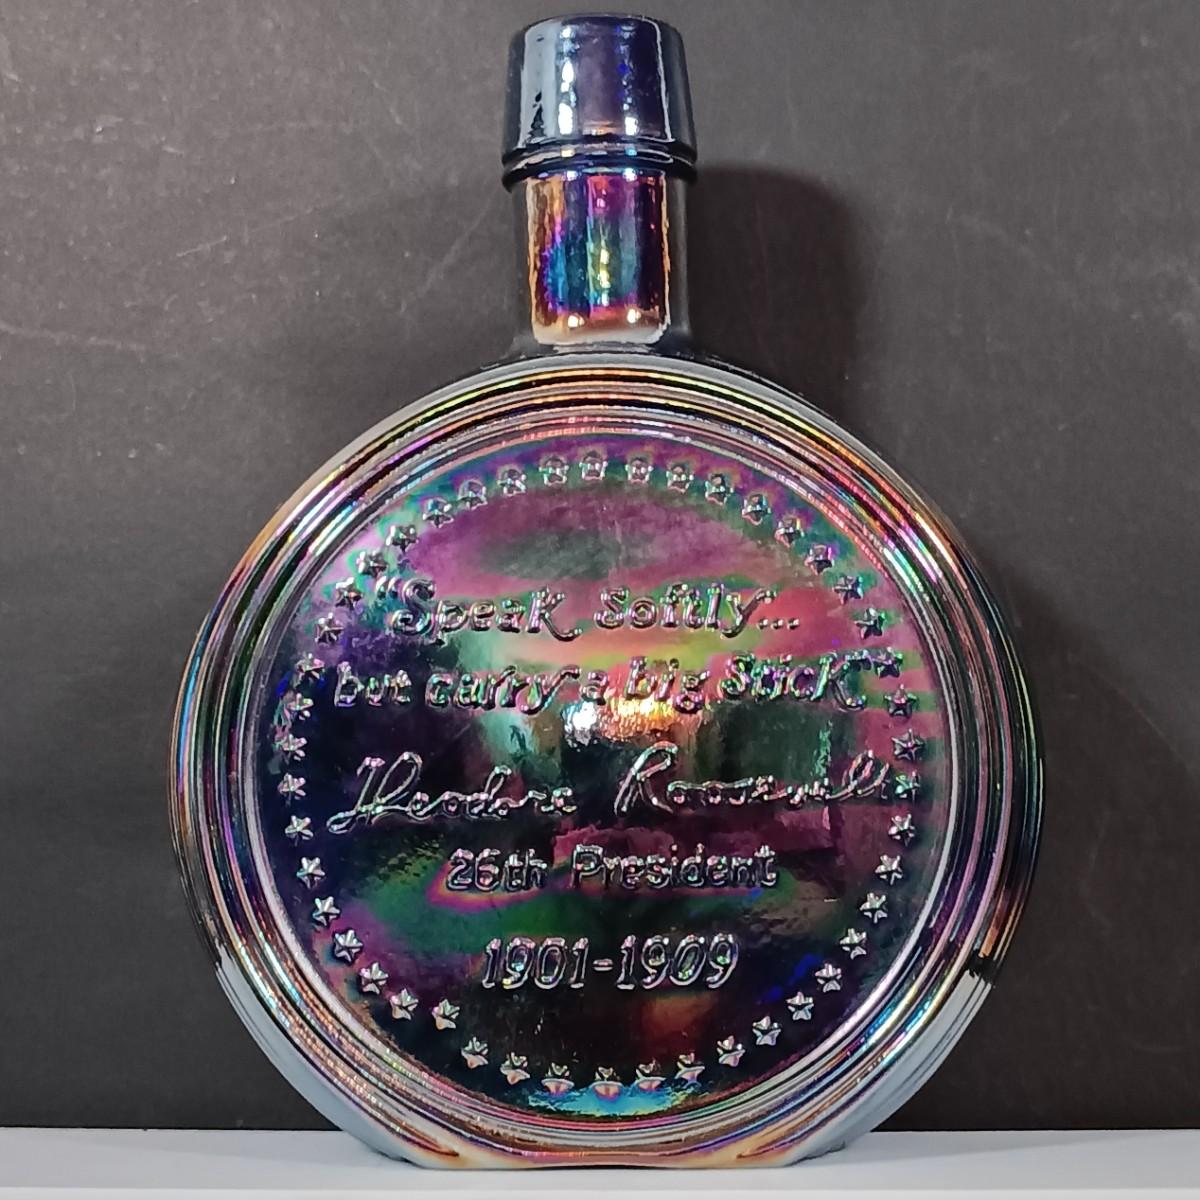 "Speak Softly...
but carry a big Stick"
Theodore Roosevelt
26th President
1901-1909